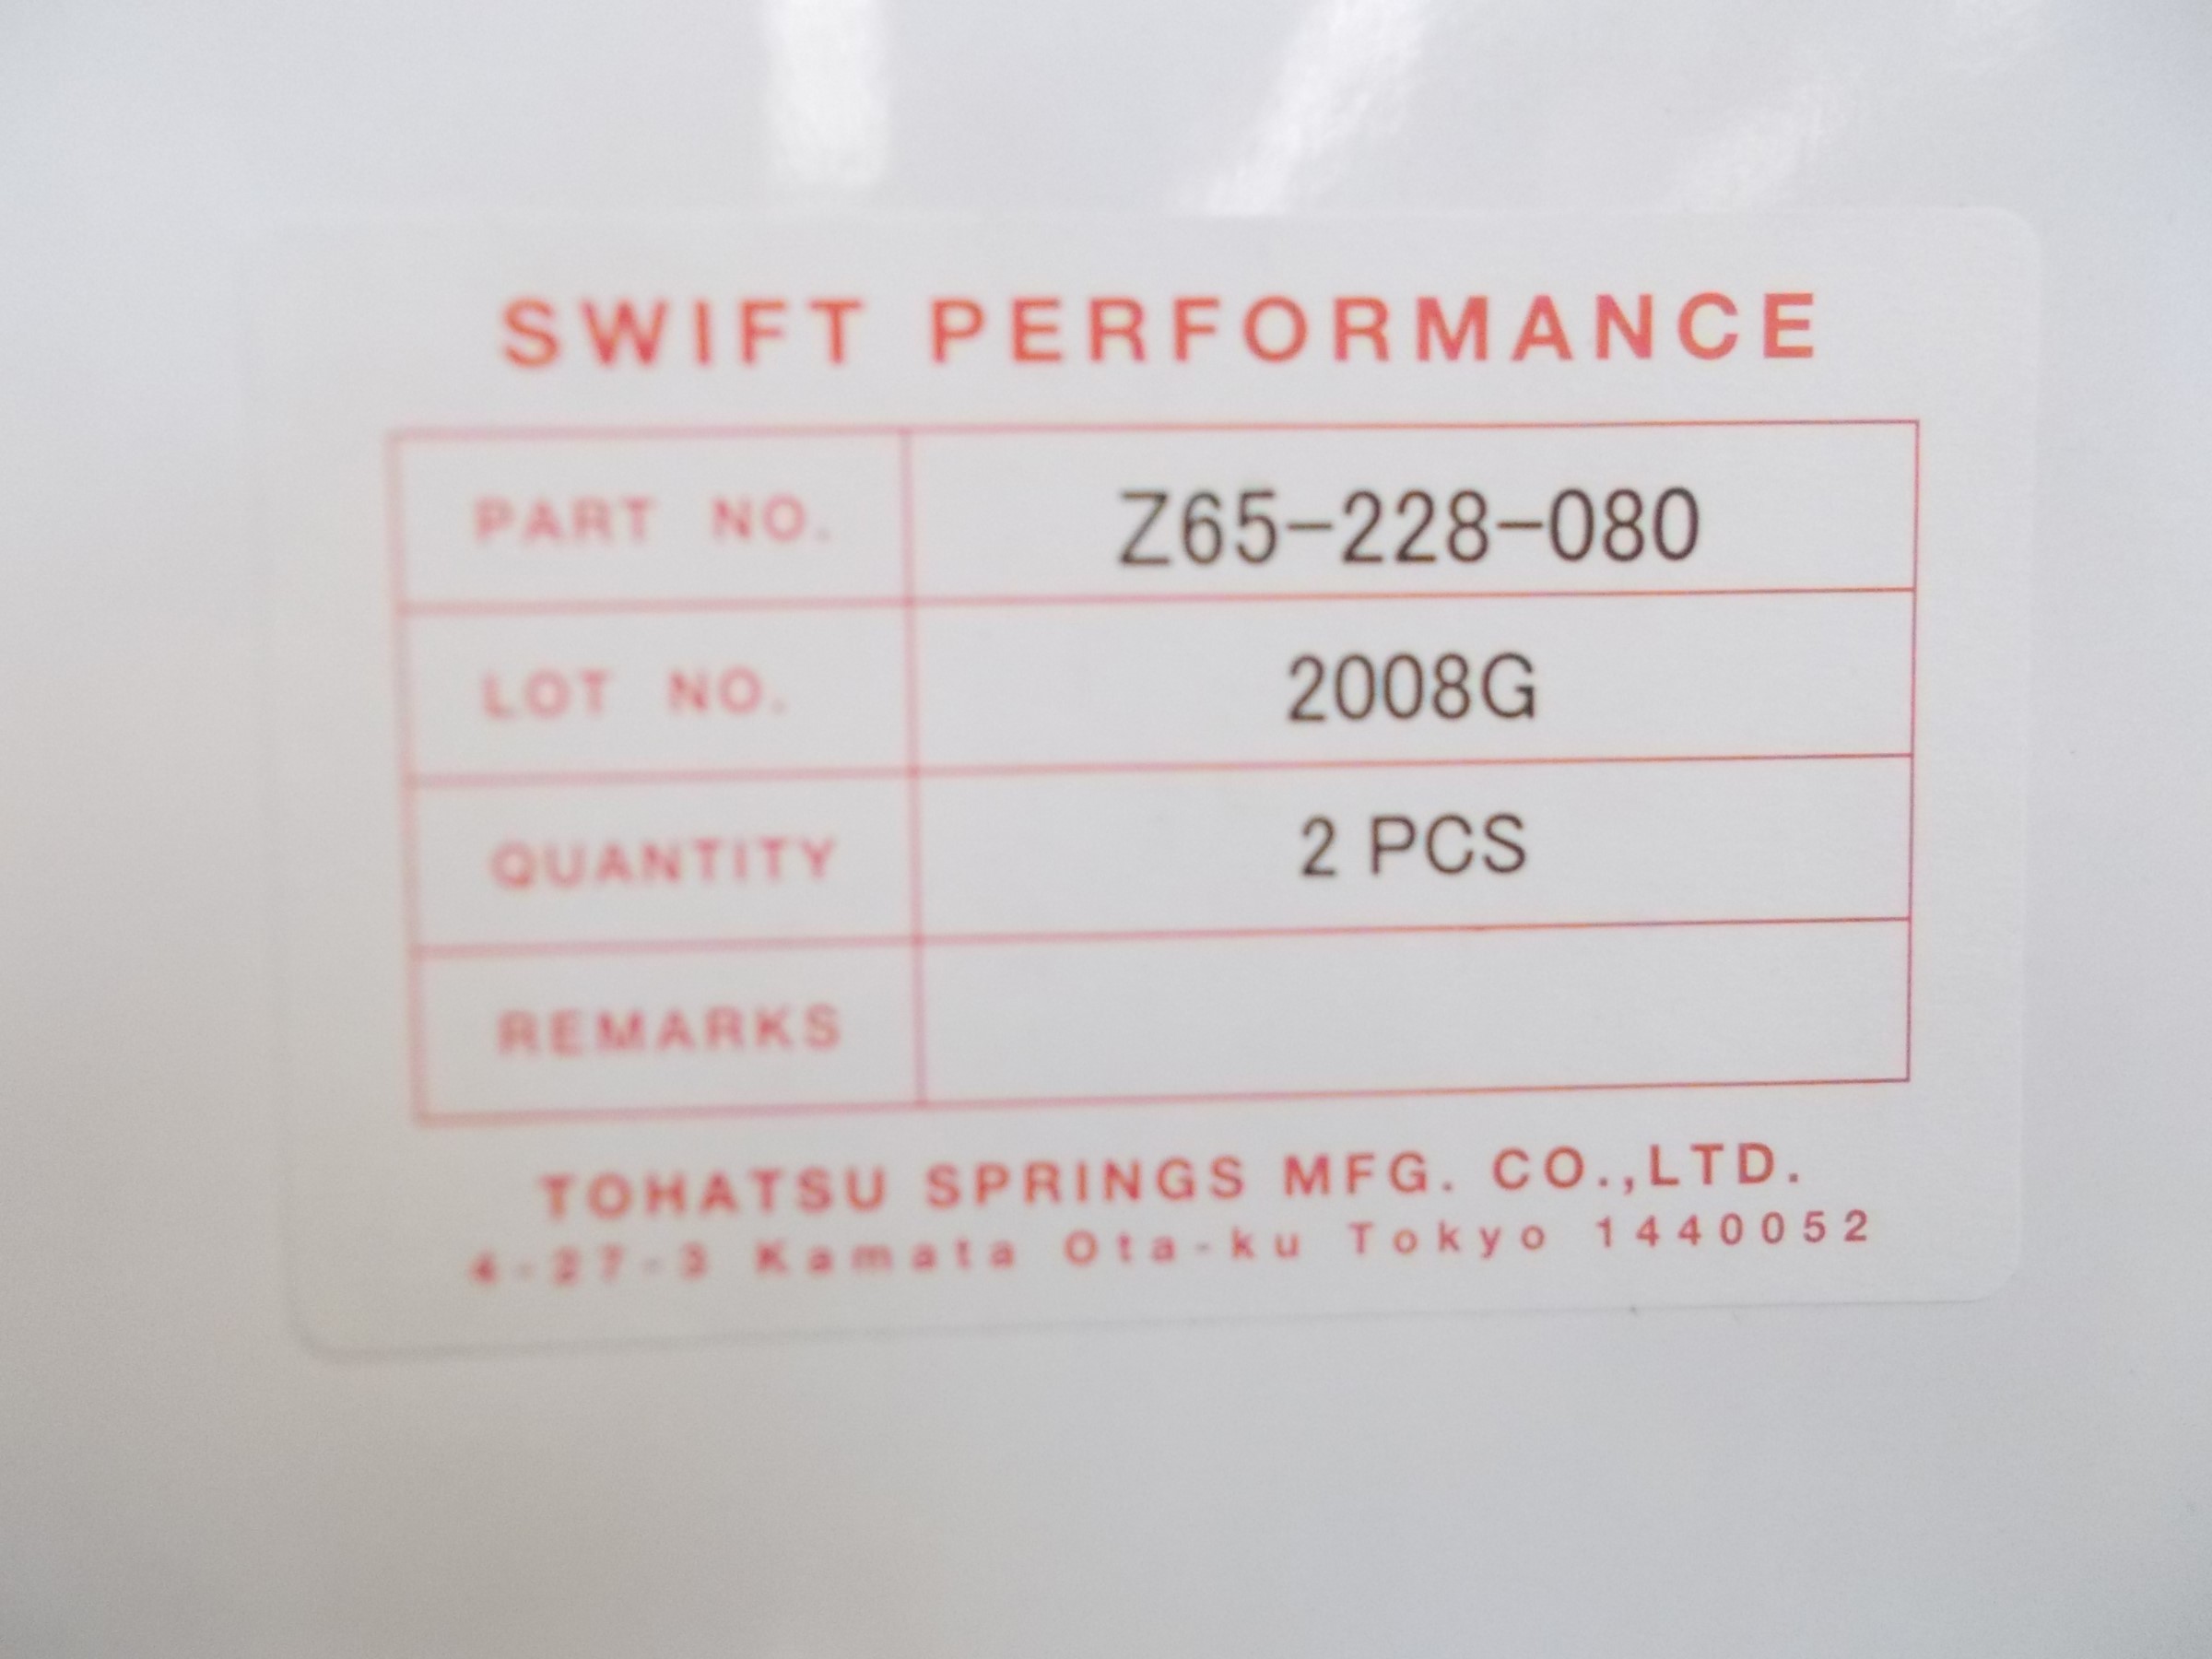 SWIFT PERFORMANCE
PART NO. Z65-228-080
LOT NO. 2008G
QUANTITY 2 PCS
REMARKS
TOHATSU SPRINGS MFG. CO.,LTD.
4-27-3 Kamata Ota-ku Tokyo 1440052